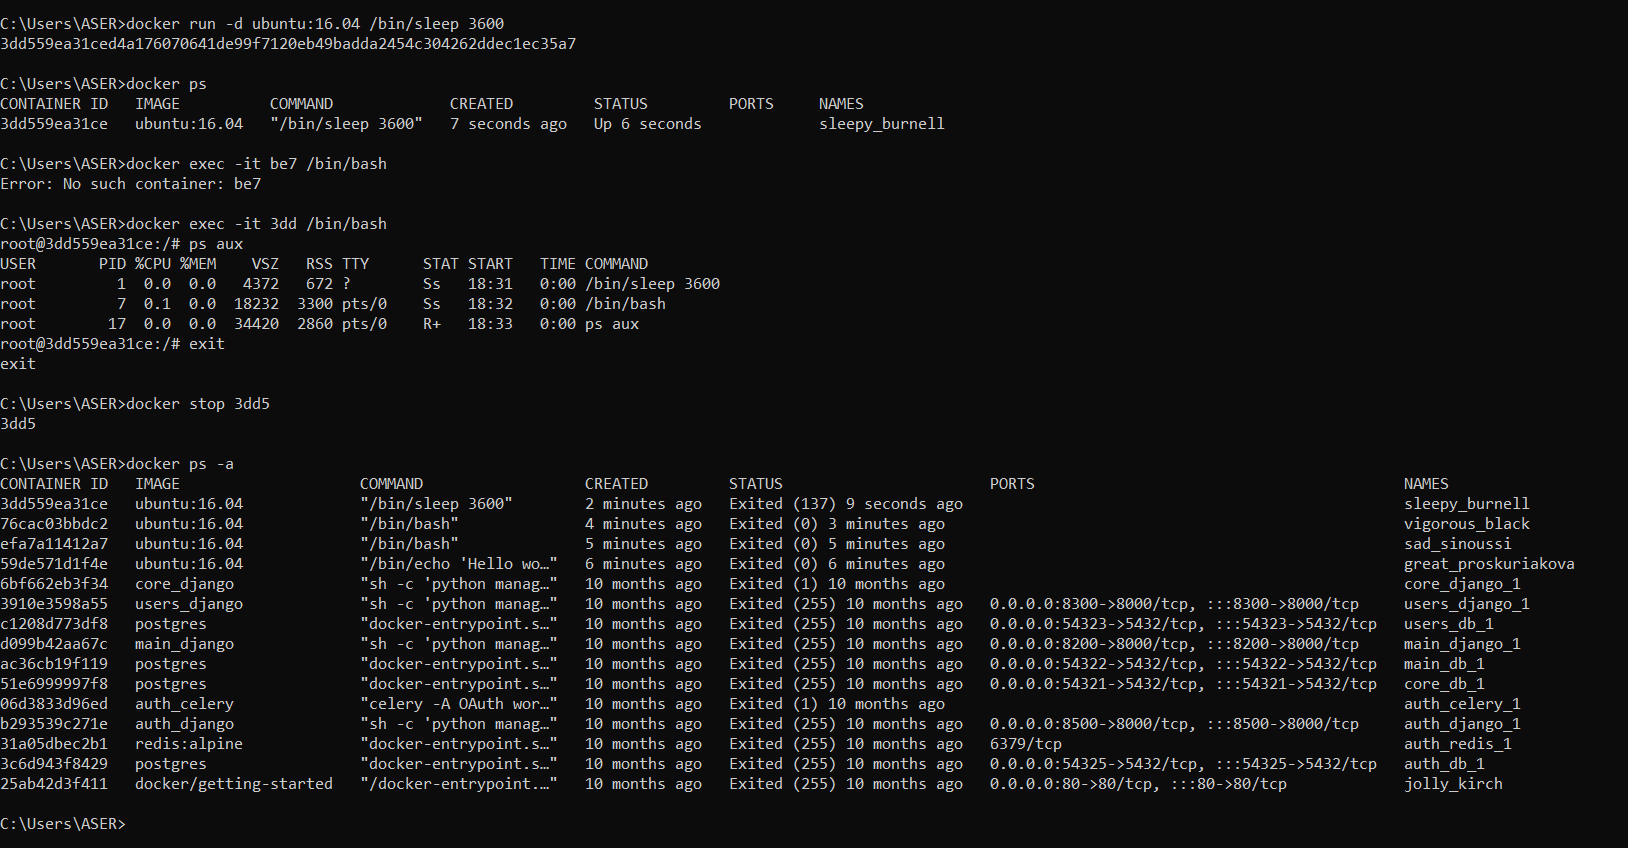 C:\Users\ASER>docker run -d ubuntu:16.04 /bin/sleep 3600
3dd559ea31ced4a176070641de99f7120eb49badda2454c304262ddec1ec35a7
C:\Users\ASER>docker ps
CONTAINER ID   IMAGE          COMMAND             CREATED         STATUS         PORTS     NAMES
3dd559ea31ce   ubuntu:16.04   "/bin/sleep 3600"   7 seconds ago   Up 6 seconds             sleepy_burnell
C:\Users\ASER>docker exec -it be7 /bin/bash
Error: No such container: be7
C:\Users\ASER>docker exec -it 3dd /bin/bash
root@3dd559ea31ce:/# ps aux
USER       PID %CPU %MEM    VSZ   RSS TTY      STAT START   TIME COMMAND
root         1  0.0  0.0   4372   672 ?        Ss   18:31   0:00 /bin/sleep 3600
root         7  0.1  0.0  18232  3300 pts/0    Ss   18:32   0:00 /bin/bash
root        17  0.0  0.0  34420  2860 pts/0    R+   18:33   0:00 ps aux
root@3dd559ea31ce:/# exit
exit
C:\Users\ASER>docker stop 3dd5
3dd5
C:\Users\ASER>docker ps -a
CONTAINER ID   IMAGE                    COMMAND                  CREATED         STATUS                       PORTS                                         NAMES
3dd559ea31ce   ubuntu:16.04             "/bin/sleep 3600"        2 minutes ago   Exited (137) 9 seconds ago                                                 sleepy_burnell
76cac03bbdc2   ubuntu:16.04             "/bin/bash"              4 minutes ago   Exited (0) 3 minutes ago                                                   vigorous_black
efa7a11412a7   ubuntu:16.04             "/bin/bash"              5 minutes ago   Exited (0) 5 minutes ago                                                   sad_sinoussi
59de571d1f4e   ubuntu:16.04             "/bin/echo 'Hello wo…"   6 minutes ago   Exited (0) 6 minutes ago                                                   great_proskuriakova
6bf662eb3f34   core_django              "sh -c 'python manag…"   10 months ago   Exited (1) 10 months ago                                                   core_django_1
3910e3598a55   users_django             "sh -c 'python manag…"   10 months ago   Exited (255) 10 months ago   0.0.0.0:8300->8000/tcp, :::8300->8000/tcp     users_django_1
c1208d773df8   postgres                 "docker-entrypoint.s…"   10 months ago   Exited (255) 10 months ago   0.0.0.0:54323->5432/tcp, :::54323->5432/tcp   users_db_1
d099b42aa67c   main_django              "sh -c 'python manag…"   10 months ago   Exited (255) 10 months ago   0.0.0.0:8200->8000/tcp, :::8200->8000/tcp     main_django_1
ac36cb19f119   postgres                 "docker-entrypoint.s…"   10 months ago   Exited (255) 10 months ago   0.0.0.0:54322->5432/tcp, :::54322->5432/tcp   main_db_1
51e6999997f8   postgres                 "docker-entrypoint.s…"   10 months ago   Exited (255) 10 months ago   0.0.0.0:54321->5432/tcp, :::54321->5432/tcp   core_db_1
06d3833d96ed   auth_celery              "celery -A OAuth wor…"   10 months ago   Exited (1) 10 months ago                                                   auth_celery_1
b293539c271e   auth_django              "sh -c 'python manag…"   10 months ago   Exited (255) 10 months ago   0.0.0.0:8500->8000/tcp, :::8500->8000/tcp     auth_django_1
31a05dbec2b1   redis:alpine             "docker-entrypoint.s…"   10 months ago   Exited (255) 10 months ago   6379/tcp                                      auth_redis_1
3c6d943f8429   postgres                 "docker-entrypoint.s…"   10 months ago   Exited (255) 10 months ago   0.0.0.0:54325->5432/tcp, :::54325->5432/tcp   auth_db_1
25ab42d3f411   docker/getting-started   "/docker-entrypoint.…"   10 months ago   Exited (255) 10 months ago   0.0.0.0:80->80/tcp, :::80->80/tcp             jolly_kirch
C:\Users\ASER>